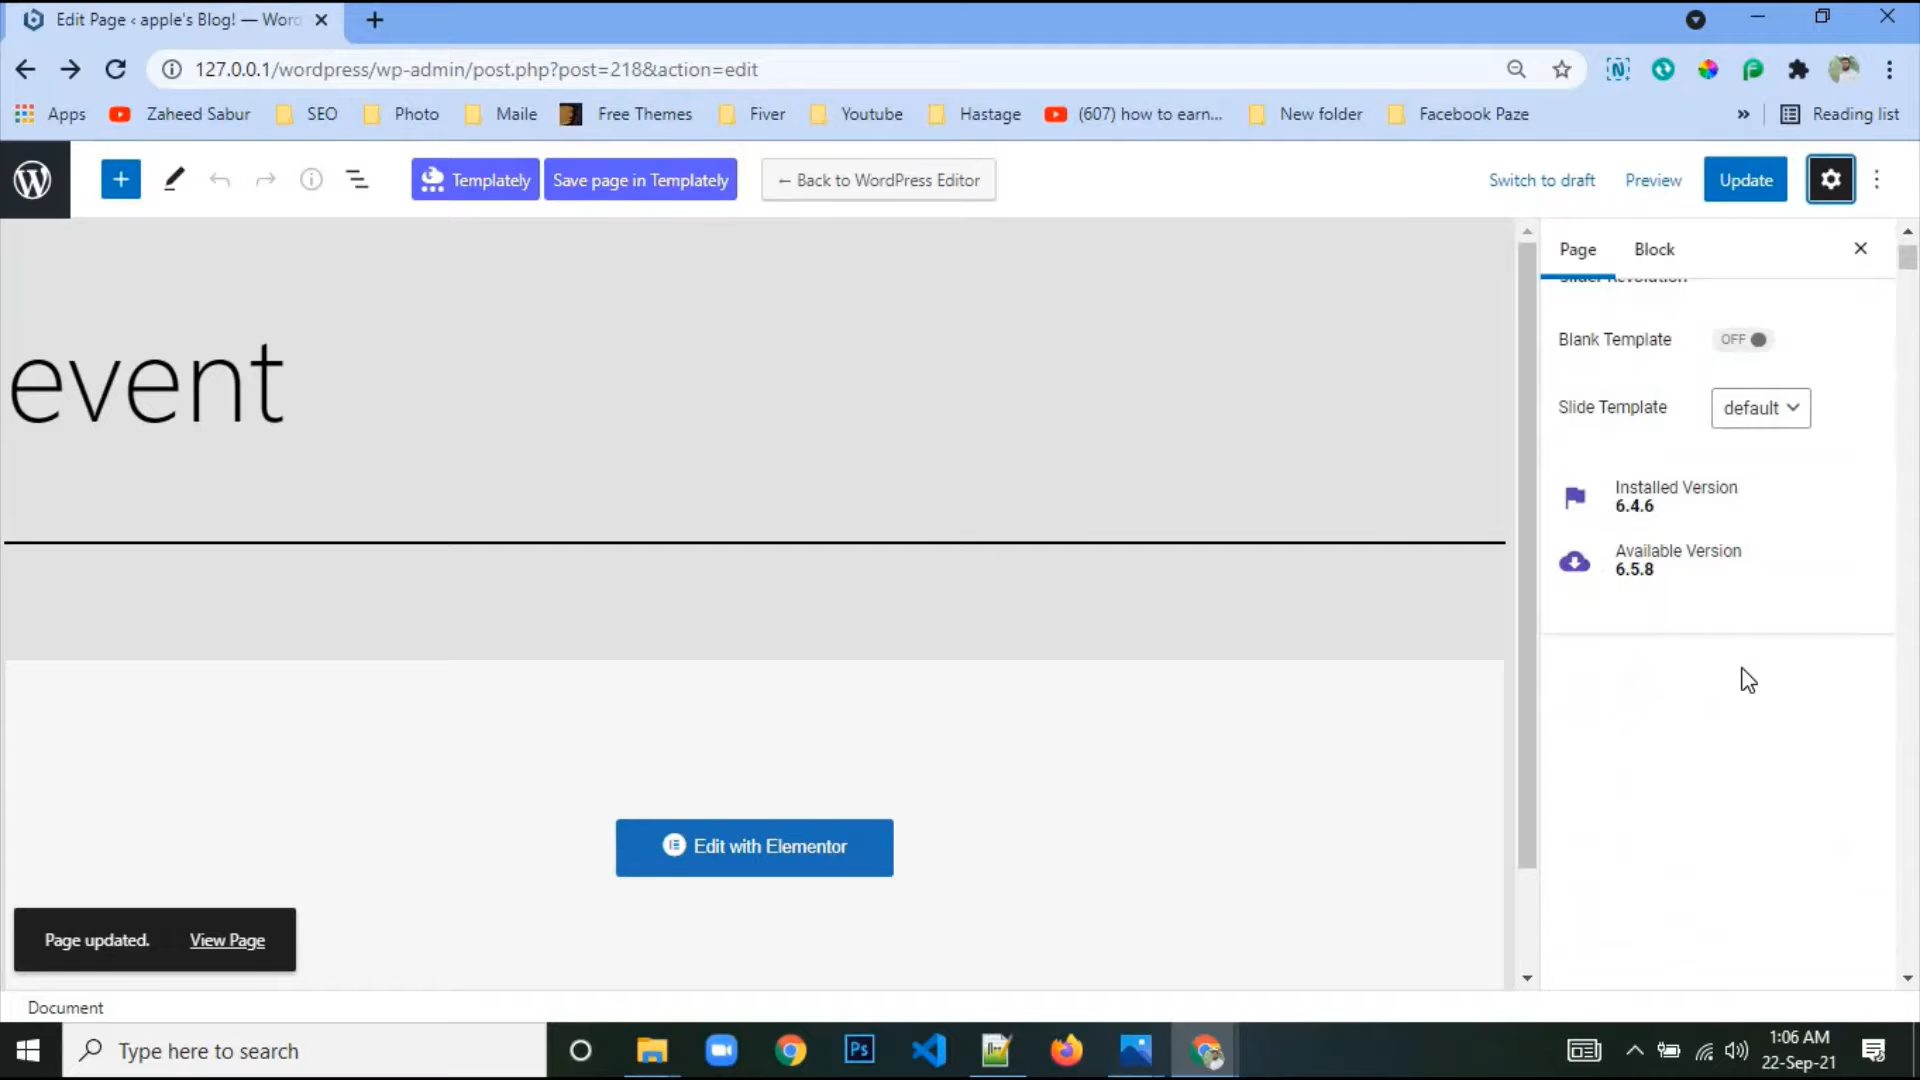 Edit Page ‹ apple's Blog! — Word
127.0.0.1/wordpress/wp-admin/post.php?post=218&action=edit
Apps Zaheed Sabur SEO Photo Maile Free Themes Fiver Youtube Hastage (607) how to earn... New folder Facebook Paze » Reading list
Templately Save page in Templately ← Back to WordPress Editor Switch to draft Preview Update
Page Block
Slider Revolution
Blank Template OFF
event
Slide Template default
Installed Version
6.4.6
Available Version
6.5.8
Edit with Elementor
Page updated. View Page
Document
Type here to search
Ps
1:06 AM
22-Sep-21